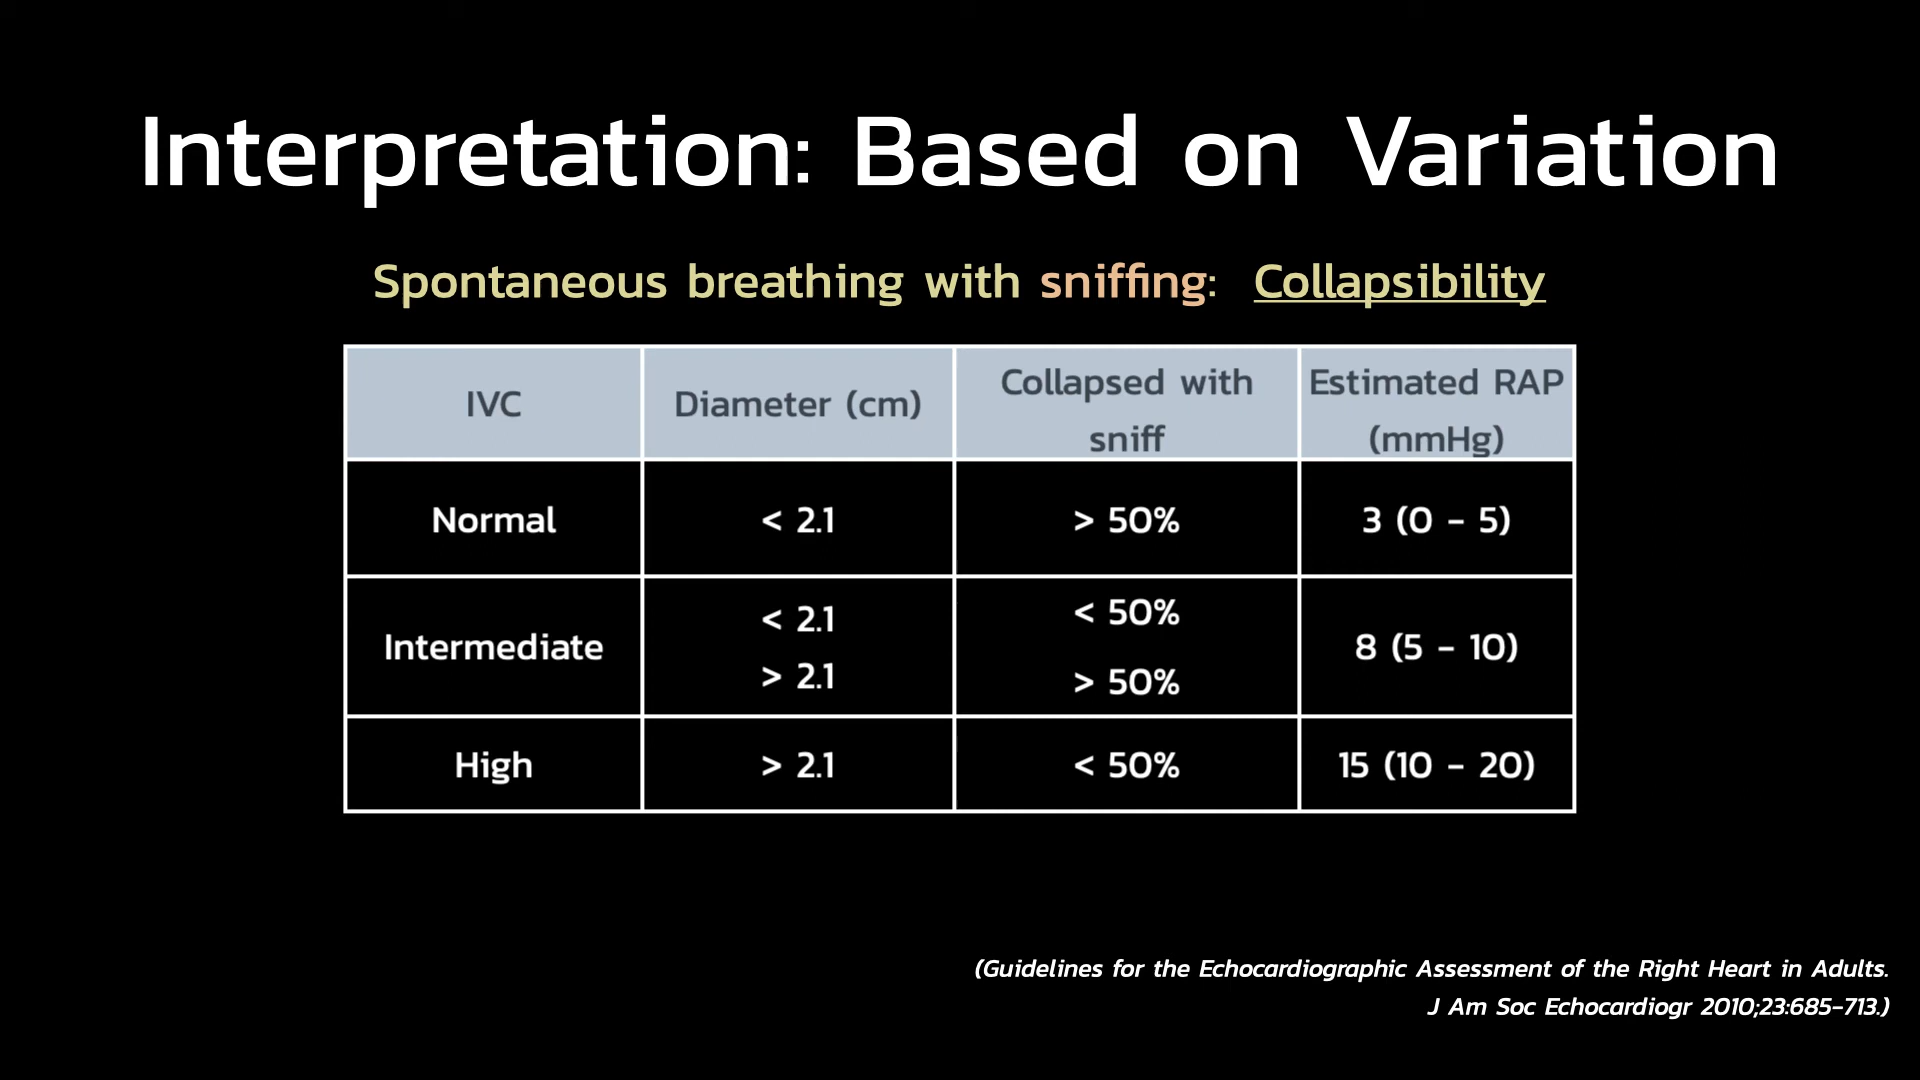 Interpretation: Based on Variation
Spontaneous breathing with sniffing: Collapsibility
IVC
Diameter (cm)
Collapsed with
sniff
Estimated RAP
(mmHg)
Normal
< 2.1
> 50%
3 (0 - 5)
Intermediate
< 2.1
> 2.1
< 50%
> 50%
8 (5 - 10)
High
> 2.1
< 50%
15 (10 - 20)
(Guidelines for the Echocardiographic Assessment of the Right Heart in Adults.
J Am Soc Echocardiogr 2010;23:685-713.)